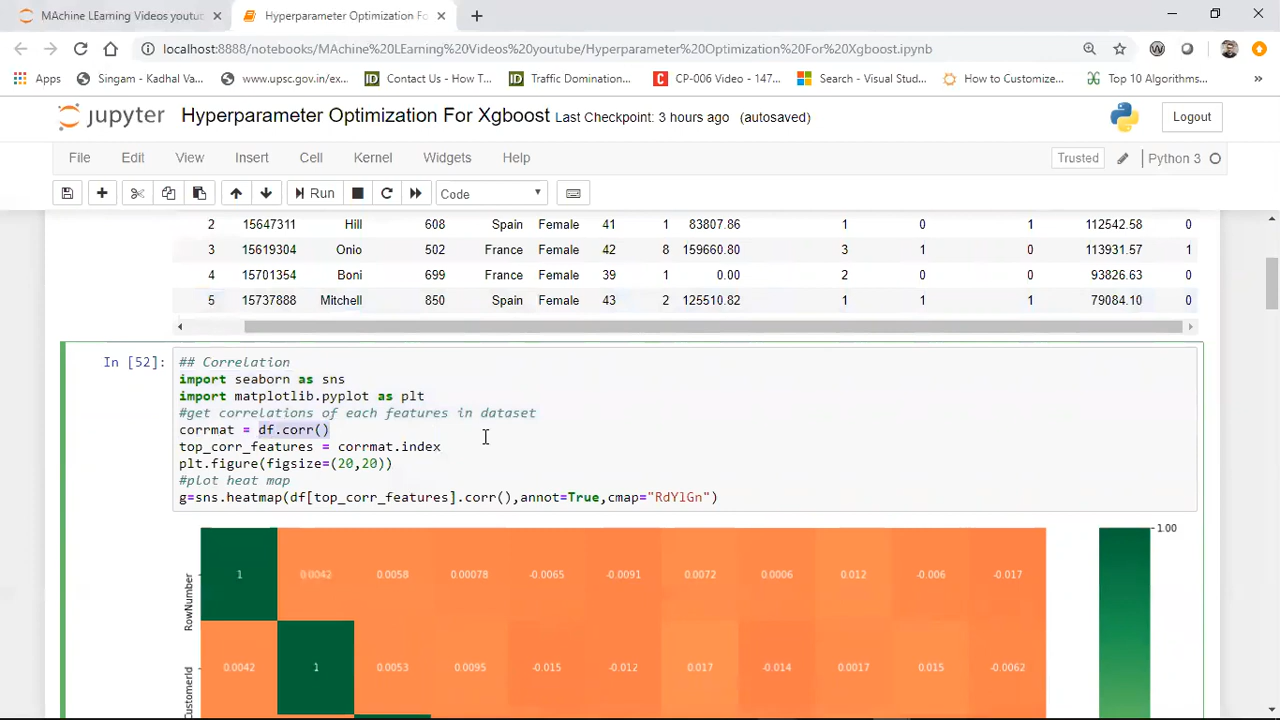 MAchine LEarning Videos youtut
Hyperparameter Optimization Fo
localhost:8888/notebooks/MAchine%20LEarning%20Videos%20youtube/Hyperparameter%20Optimization%20For%20Xgboost.ipynb
Apps
Singam - Kadhal Va...
www.upsc.gov.in/ex...
ID Contact Us - How T...
ID Traffic Domination...
C CP-006 Video - 147...
Search - Visual Stud...
How to Customize...
Top 10 Algorithms...
»
jupyter Hyperparameter Optimization For Xgboost Last Checkpoint: 3 hours ago (autosaved)
Logout
File Edit View Insert Cell Kernel Widgets Help
Trusted Python 3
Run Code
2 15647311 Hill 608 Spain Female 41 1 83807.86 1 0 1 112542.58 0
3 15619304 Onio 502 France Female 42 8 159660.80 3 1 0 113931.57 1
4 15701354 Boni 699 France Female 39 1 0.00 2 0 0 93826.63 0
5 15737888 Mitchell 850 Spain Female 43 2 125510.82 1 1 1 79084.10 0
In [52]:
## Correlation
import seaborn as sns
import matplotlib.pyplot as plt
#get correlations of each features in dataset
corrmat = df.corr()
top_corr_features = corrmat.index
plt.figure(figsize=(20,20))
#plot heat map
g=sns.heatmap(df[top_corr_features].corr(),annot=True,cmap="RdYlGn")
1.00
RowNumber
1 0.0042 0.0058 0.00078 -0.0065 -0.0091 0.0072 0.0006 0.012 -0.006 -0.017
CustomerId
0.0042 1 0.0053 0.0095 -0.015 -0.012 0.017 -0.014 0.0017 0.015 -0.0062